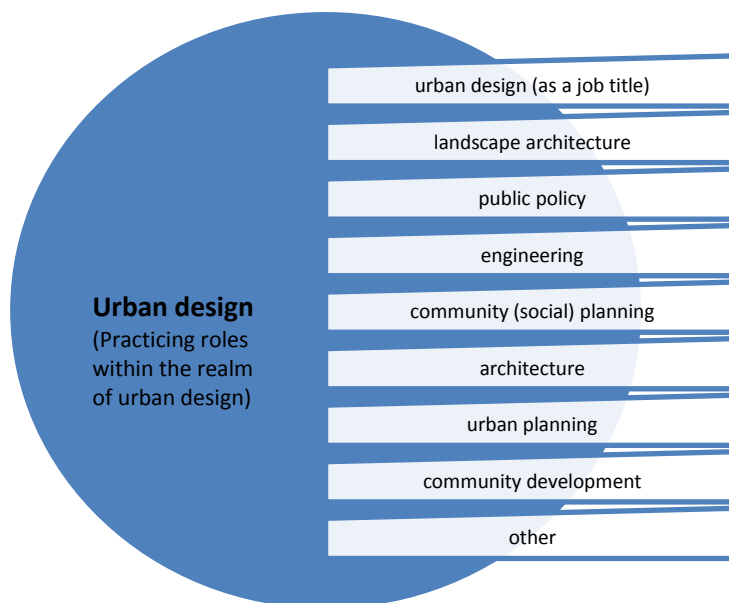 urban design (as a job title)
landscape architecture
public policy
engineering
community (social) planning
architecture
urban planning
community development
other
Urban design
(Practicing roles
within the realm
of urban design)